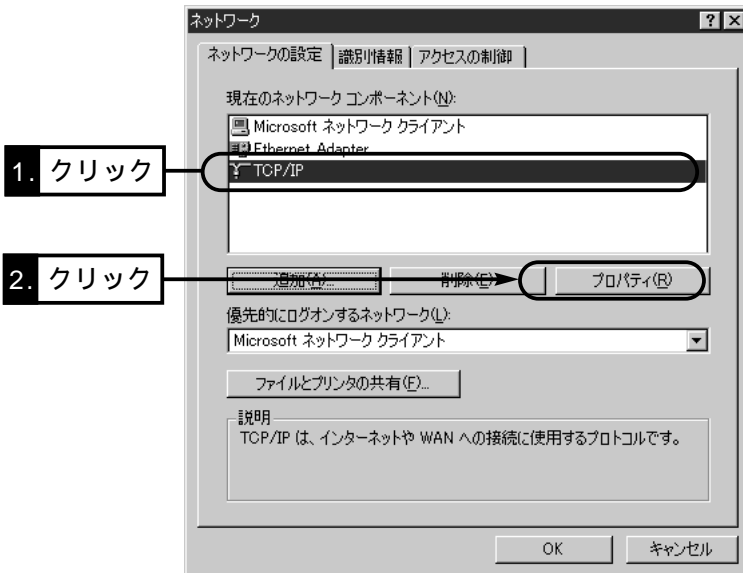 ネットワーク
ネットワークの設定 識別情報 アクセスの制御
現在のネットワーク コンポーネント(N):
Microsoft ネットワーク クライアント
Ethernet Adapter
1. クリック
TCP/IP
2. クリック
追加(A)... 削除(E) プロパティ(R)
優先的にログオンするネットワーク(L):
Microsoft ネットワーク クライアント
ファイルとプリンタの共有(F)...
説明
TCP/IP は、インターネットや WAN への接続に使用するプロトコルです。
OK キャンセル